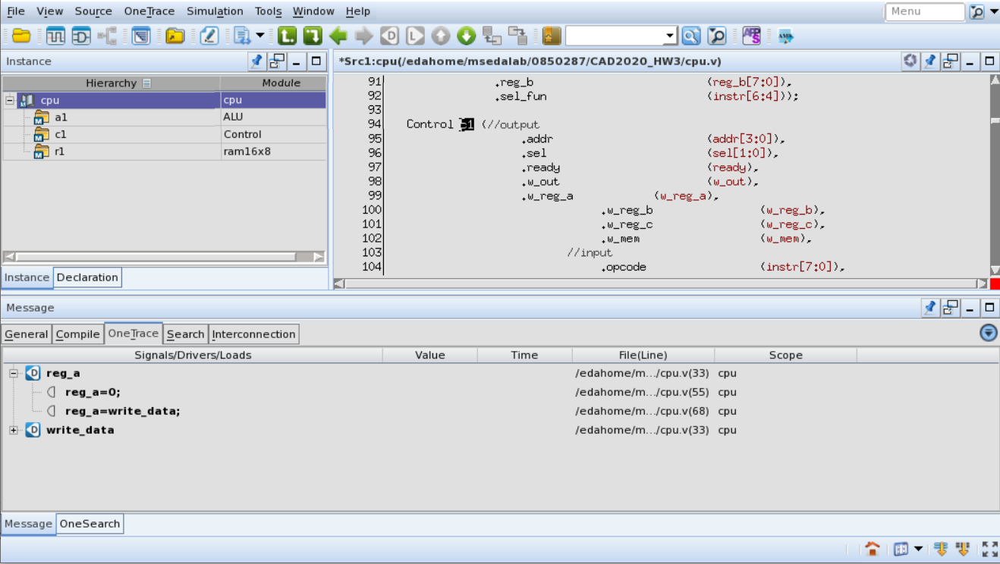 File View Source OneTrace Simulation Tools Window Help Menu
Instance
Hierarchy Module
cpu cpu
a1 ALU
c1 Control
r1 ram16x8
Instance Declaration
*Src1:cpu(/edahome/msedalab/0850287/CAD2020_HW3/cpu.v)
91 .reg_b (reg_b[7:0]),
92 .sel_fun (instr[6:4]));
93
94 Control (//output
95 .addr (addr[3:0]),
96 .sel (sel[1:0]),
97 .ready (ready),
98 .w_out (w_out),
99 .w_reg_a (w_reg_a),
100 .w_reg_b (w_reg_b),
101 .w_reg_c (w_reg_c),
102 .w_mem (w_mem),
103 //input
104 .opcode (instr[7:0]),
Message
General Compile OneTrace Search Interconnection
Signals/Drivers/Loads Value Time File(Line) Scope
D reg_a /edahome/m.../cpu.v(33) cpu
reg_a=0; /edahome/m.../cpu.v(55) cpu
reg_a=write_data; /edahome/m.../cpu.v(68) cpu
D write_data /edahome/m.../cpu.v(33) cpu
Message OneSearch